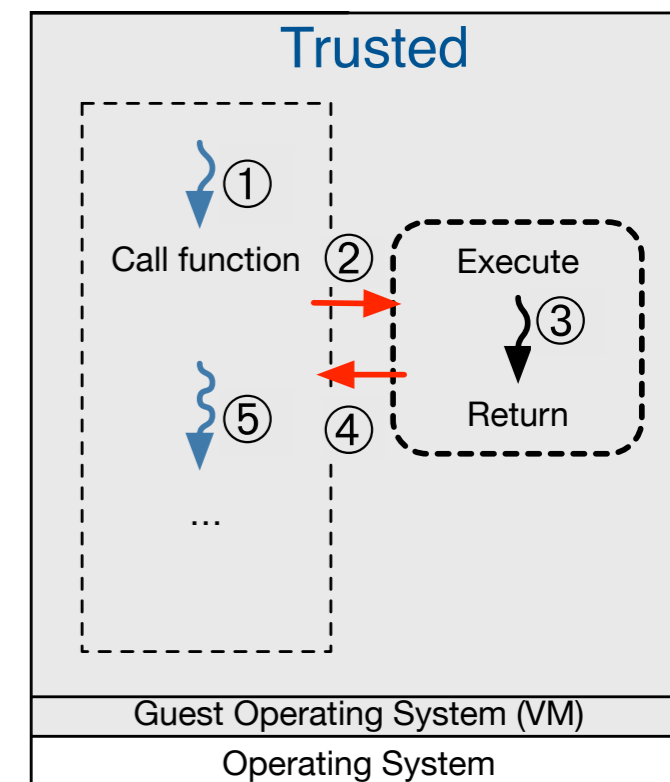 Trusted
①
Call function ② Execute
③
Return
⑤ ④
...
Guest Operating System (VM)
Operating System